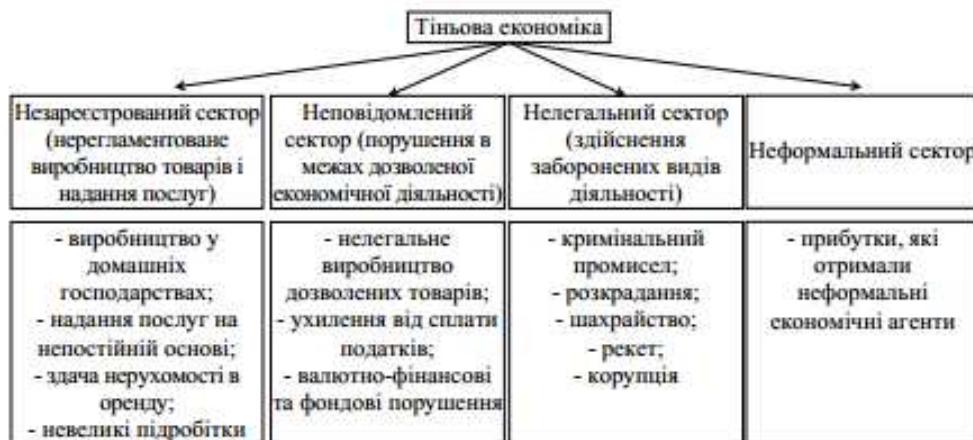 Тіньова економіка
Незареєстрований сектор
(нерегламентоване
виробництво товарів і
надання послуг)
Неповідомлений
сектор (порушення в
межах дозволеної
економічної діяльності)
Нелегальний сектор
(здійснення
заборонених видів
діяльності)
Неформальний сектор
- виробництво у
домашніх
господарствах;
- надання послуг на
непостійній основі;
- здача нерухомості в
оренду;
- невеликі підробітки
- нелегальне
виробництво
дозволених товарів;
- ухилення від сплати
податків;
- валютно-фінансові
та фондові порушення
- кримінальний
промисел;
- розкрадання;
- шахрайство;
- рекет;
- корупція
- прибутки, які
отримали
неформальні
економічні агенти